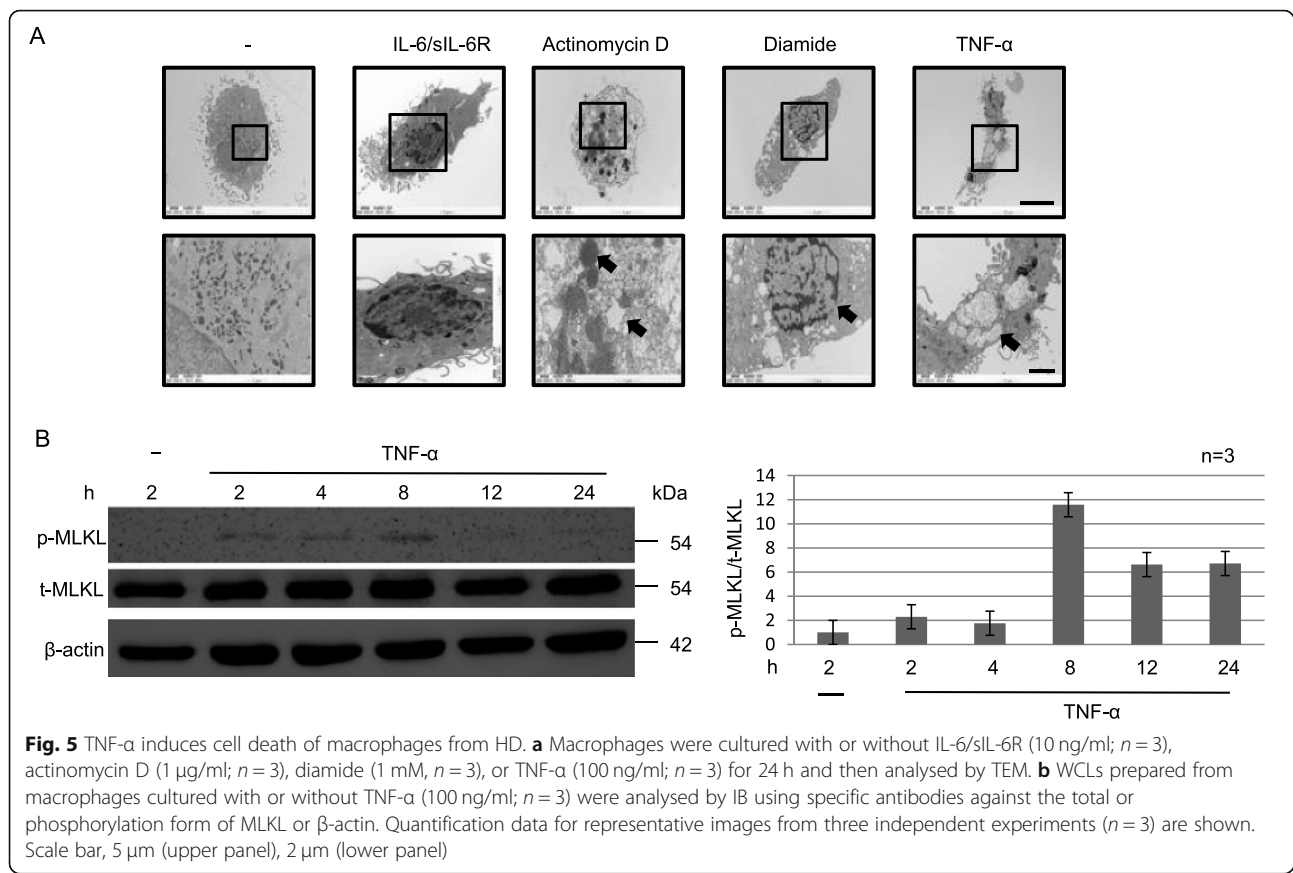 A
- IL-6/sIL-6R Actinomycin D Diamide TNF-α
B
– TNF-α
h 2 2 4 8 12 24 kDa
p-MLKL 54
t-MLKL 54
β-actin 42
n=3
p-MLKL/t-MLKL
14
12
10
8
6
4
2
0
h 2 2 4 8 12 24
TNF-α
Fig. 5 TNF-α induces cell death of macrophages from HD. a Macrophages were cultured with or without IL-6/sIL-6R (10 ng/ml; n = 3),
actinomycin D (1 μg/ml; n = 3), diamide (1 mM, n = 3), or TNF-α (100 ng/ml; n = 3) for 24 h and then analysed by TEM. b WCLs prepared from
macrophages cultured with or without TNF-α (100 ng/ml; n = 3) were analysed by IB using specific antibodies against the total or
phosphorylation form of MLKL or β-actin. Quantification data for representative images from three independent experiments (n = 3) are shown.
Scale bar, 5 μm (upper panel), 2 μm (lower panel)